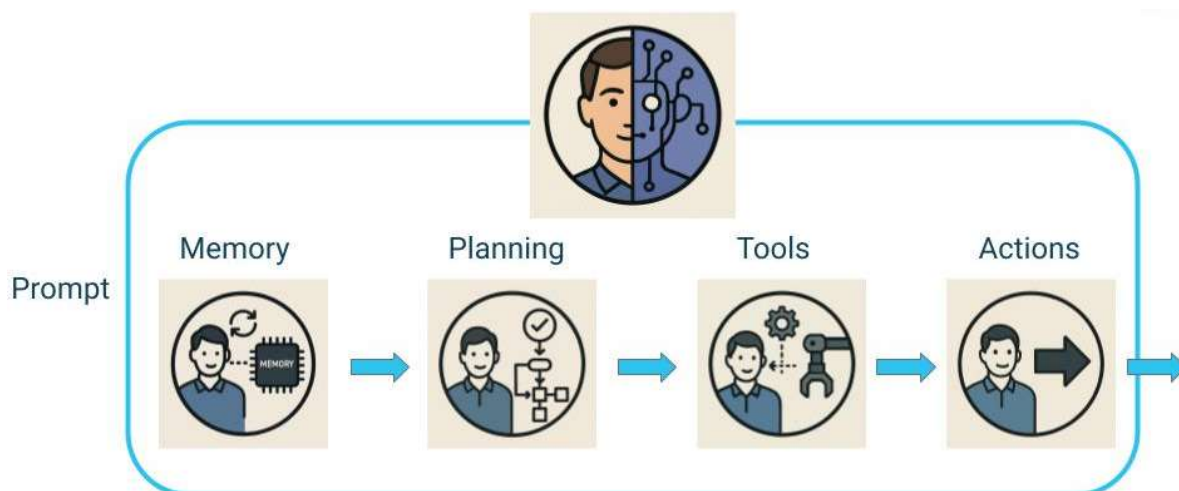 Memory
Planning
Tools
Actions
Prompt
MEMORY